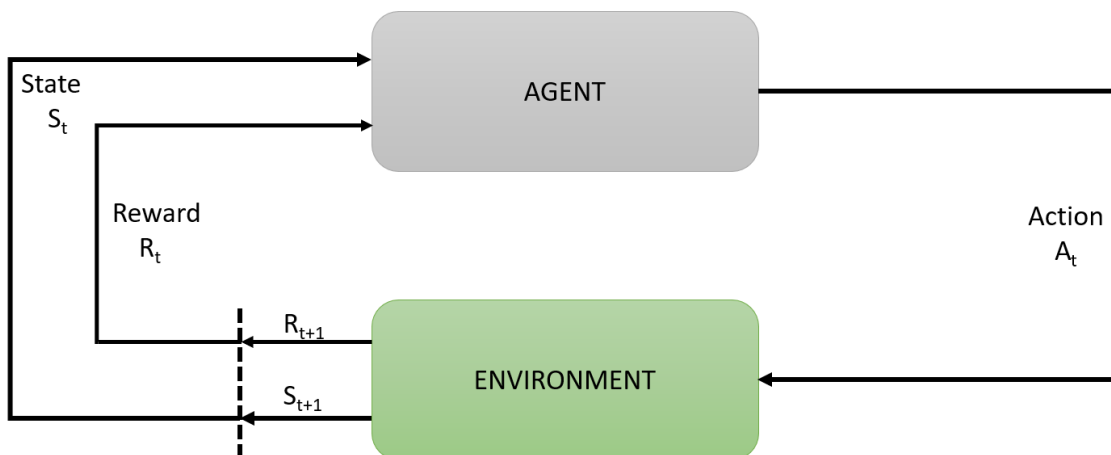 AGENT
State
Sₜ
Reward
Rₜ
Action
Aₜ
Rₜ₊₁
ENVIRONMENT
Sₜ₊₁